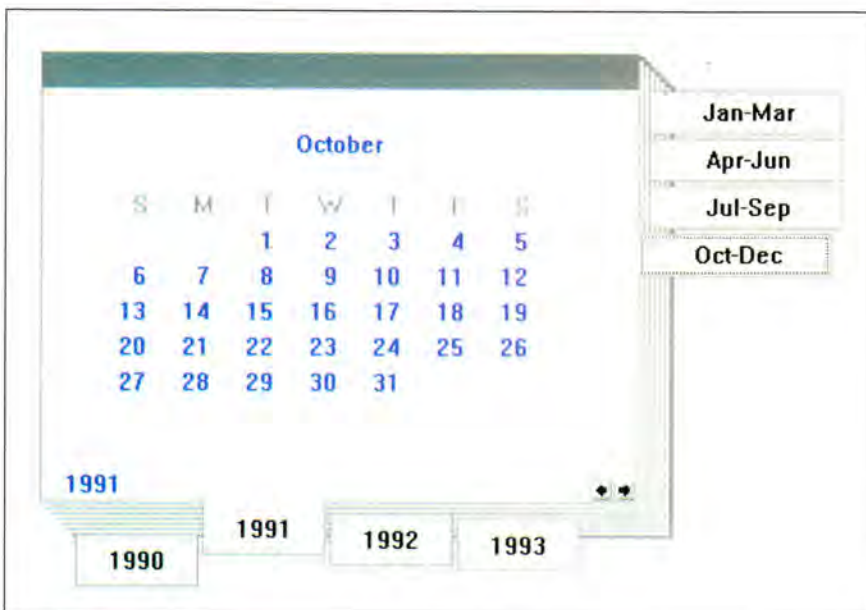 October
S M T W T F S
1 2 3 4 5
6 7 8 9 10 11 12
13 14 15 16 17 18 19
20 21 22 23 24 25 26
27 28 29 30 31
1991
Jan-Mar
Apr-Jun
Jul-Sep
Oct-Dec
1990
1991
1992
1993